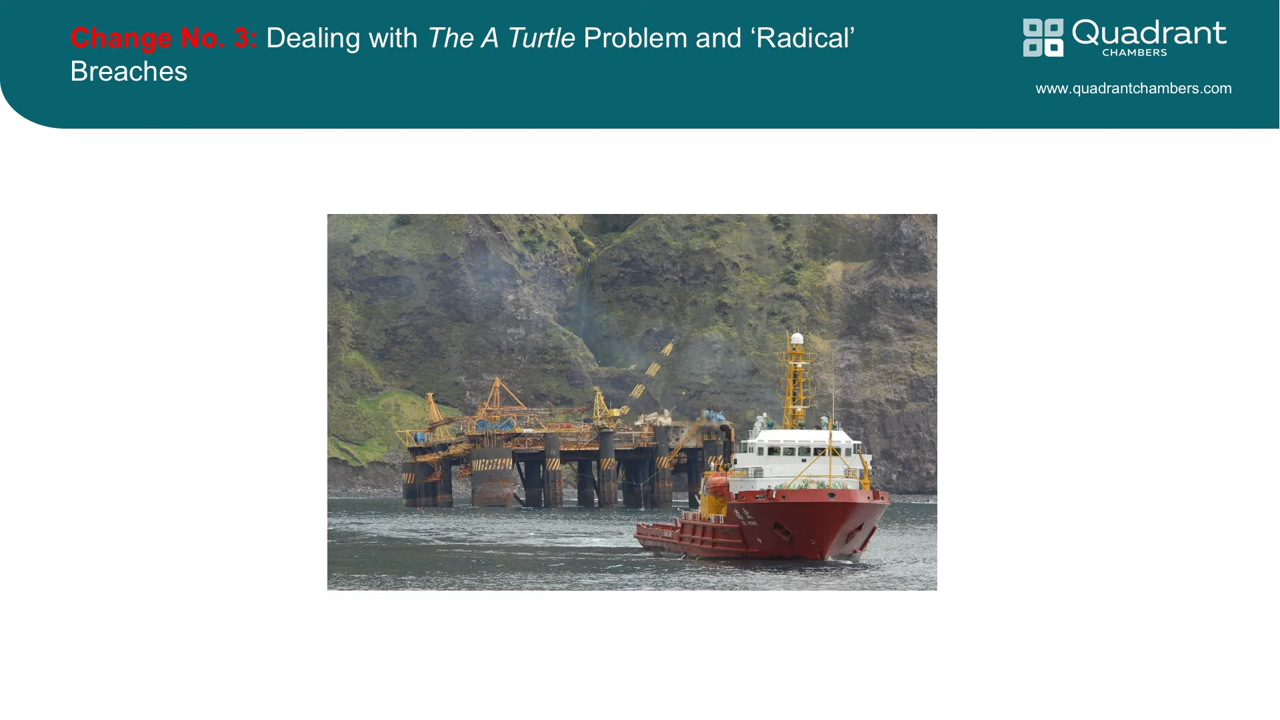 Change No. 3: Dealing with The A Turtle Problem and ‘Radical’
Breaches
Quadrant
CHAMBERS
www.quadrantchambers.com